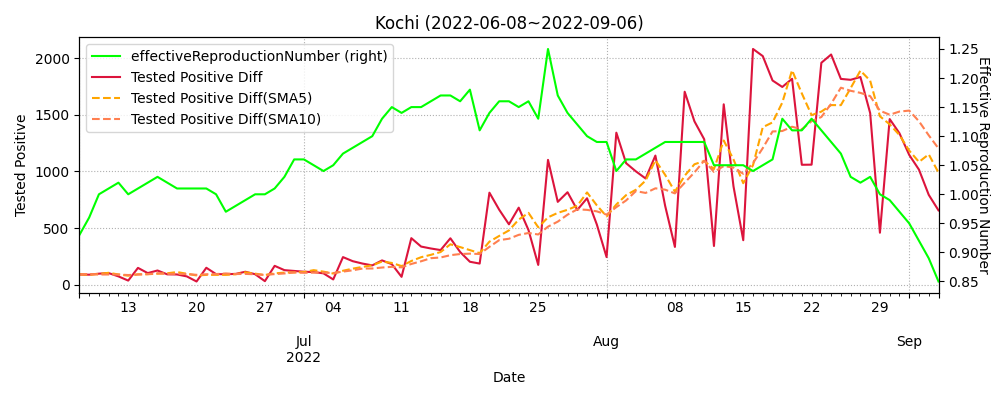 Kochi (2022-06-08~2022-09-06)
effectiveReproductionNumber (right)
Tested Positive Diff
Tested Positive Diff(SMA5)
Tested Positive Diff(SMA10)
Tested Positive
2000
1500
1000
500
0
Effective Reproduction Number
1.25
1.20
1.15
1.10
1.05
1.00
0.95
0.90
0.85
13 20 27 04 11 18 25 08 15 22 29
Jul Aug Sep
2022
Date